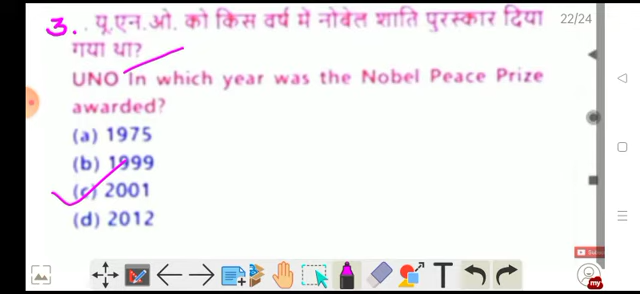 3. . यू.एन.ओ. को किस वर्ष में नोबेल शाति पुरस्कार दिया
गया था?
UNO In which year was the Nobel Peace Prize
awarded?
(a) 1975
(b) 1999
(c) 2001
(d) 2012
22/24
T
my